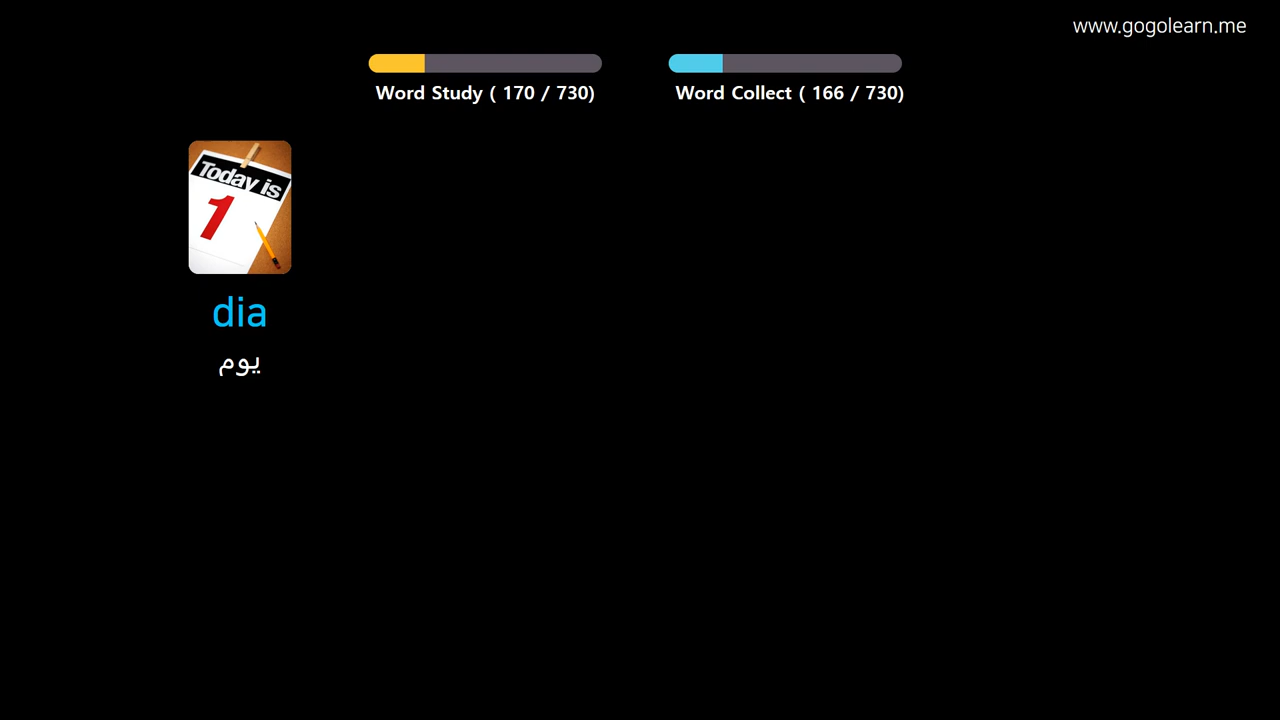 www.gogolearn.me
Word Study ( 170 / 730)
Word Collect ( 166 / 730)
Today is
1
dia
يوم